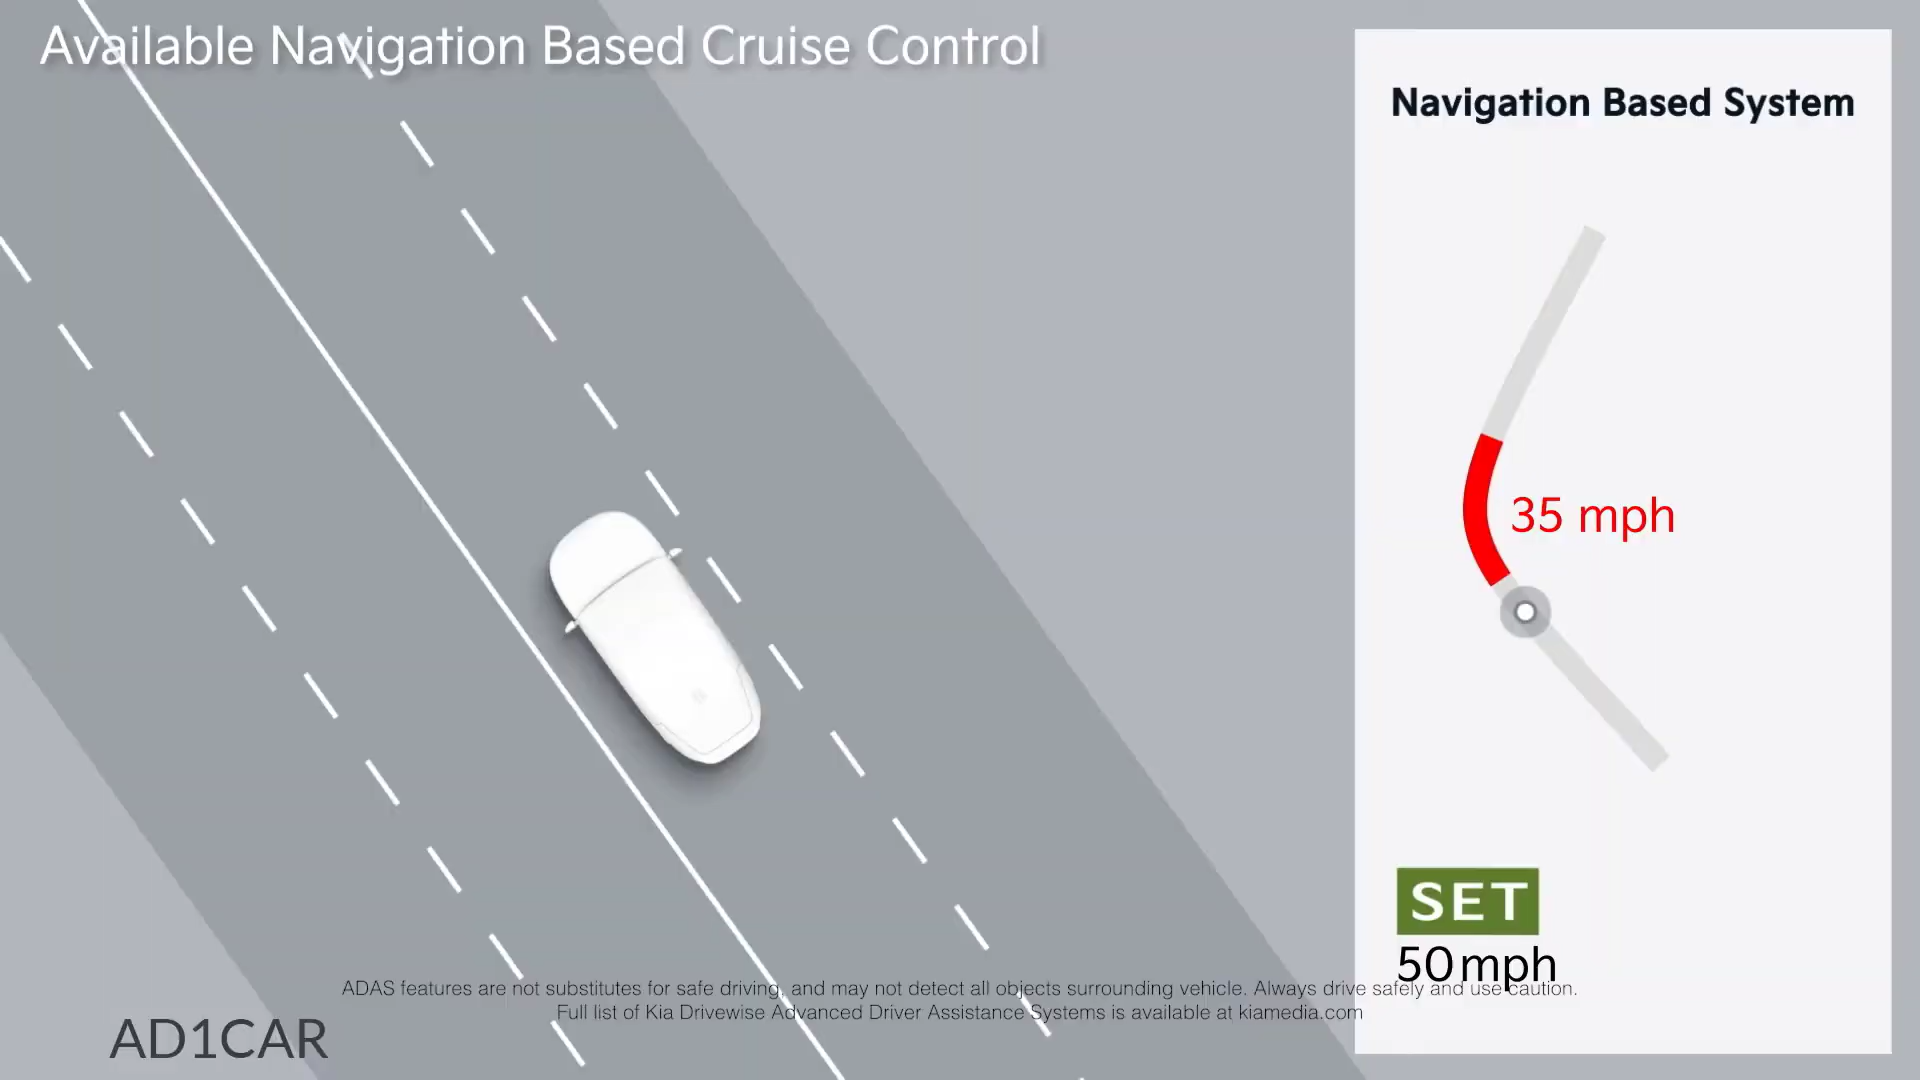 Available Navigation Based Cruise Control
Navigation Based System
35 mph
SET
50 mph
ADAS features are not substitutes for safe driving, and may not detect all objects surrounding vehicle. Always drive safely and use caution.
Full list of Kia Drivewise Advanced Driver Assistance Systems is available at kiamedia.com
AD1CAR